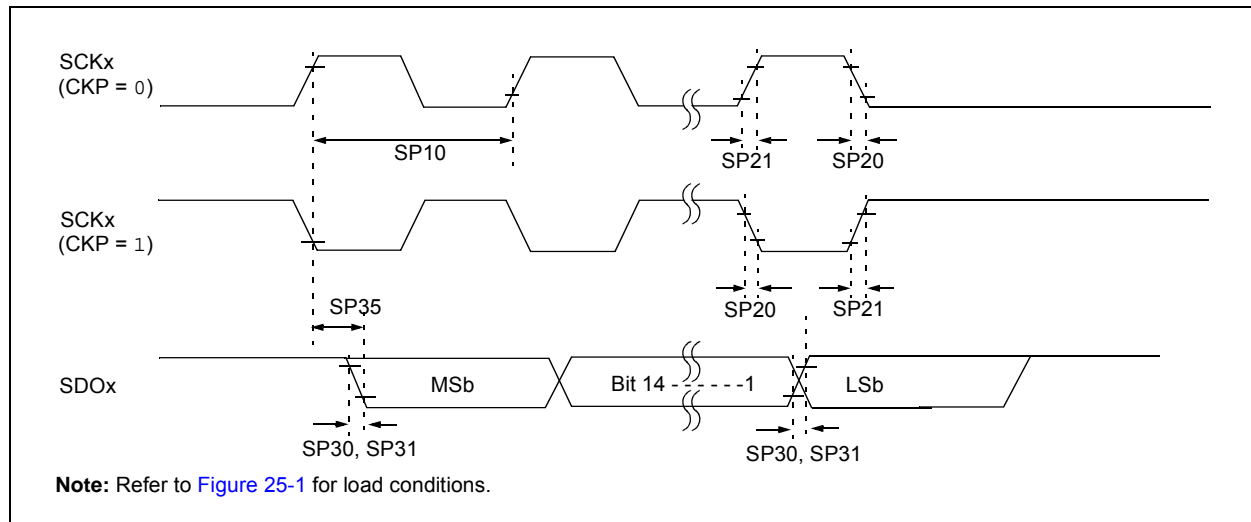 SCKx
(CKP = 0)
SP10
SP21
SP20
SCKx
(CKP = 1)
SP35
SP20
SP21
SDOx
MSb
Bit 14 - - - - - -1
LSb
SP30, SP31
SP30, SP31
Note: Refer to Figure 25-1 for load conditions.